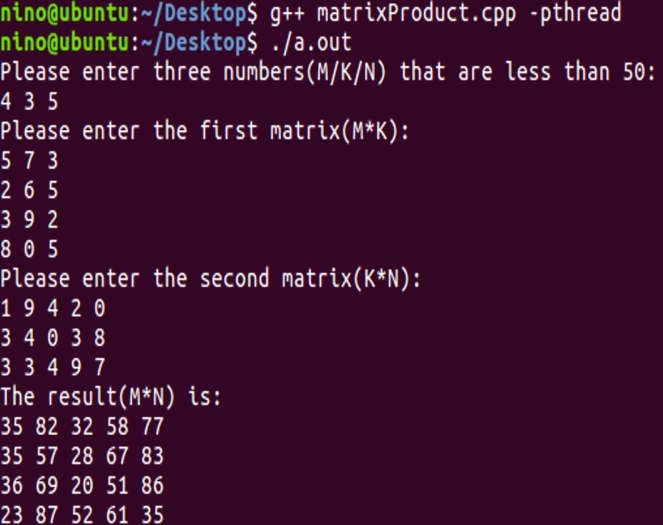 nino@ubuntu:~/Desktop$ g++ matrixProduct.cpp -pthread
nino@ubuntu:~/Desktop$ ./a.out
Please enter three numbers(M/K/N) that are less than 50:
4 3 5
Please enter the first matrix(M*K):
5 7 3
2 6 5
3 9 2
8 0 5
Please enter the second matrix(K*N):
1 9 4 2 0
3 4 0 3 8
3 3 4 9 7
The result(M*N) is:
35 82 32 58 77
35 57 28 67 83
36 69 20 51 86
23 87 52 61 35